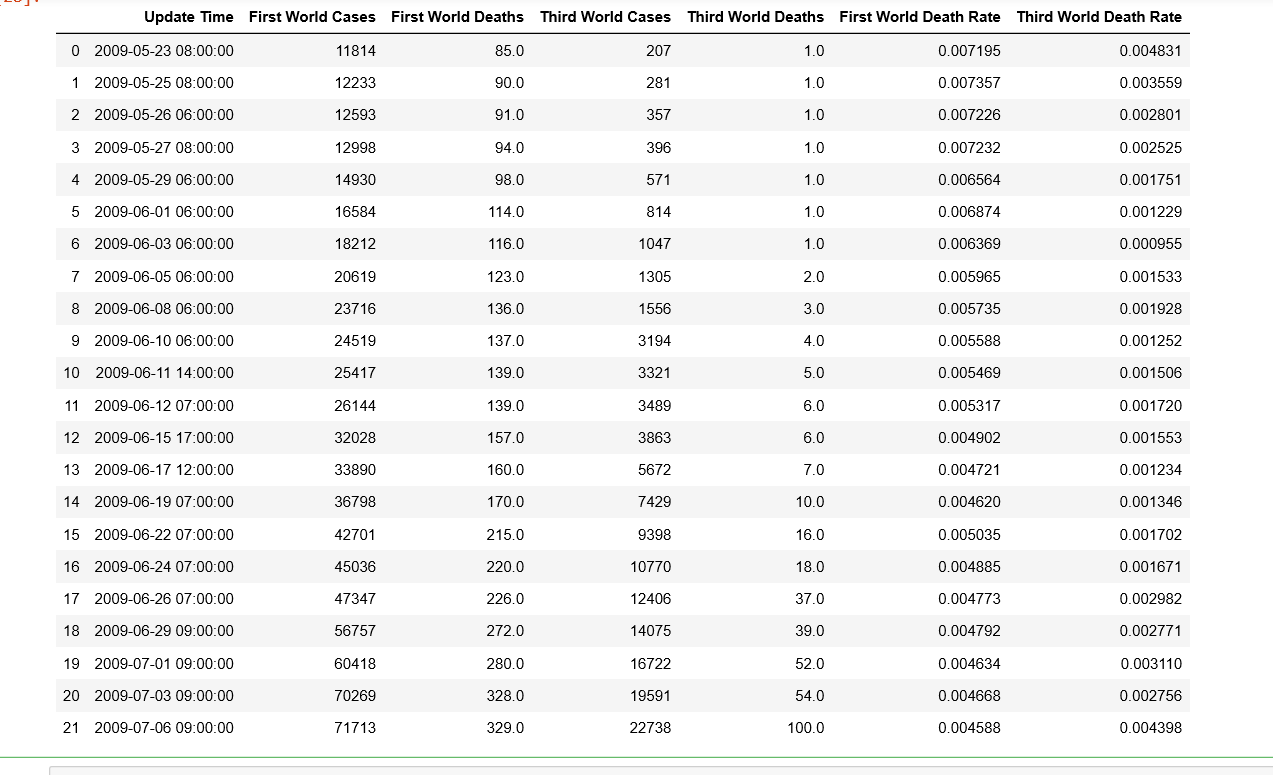 Update Time First World Cases First World Deaths Third World Cases Third World Deaths First World Death Rate Third World Death Rate
0 2009-05-23 08:00:00 11814 85.0 207 1.0 0.007195 0.004831
1 2009-05-25 08:00:00 12233 90.0 281 1.0 0.007357 0.003559
2 2009-05-26 06:00:00 12593 91.0 357 1.0 0.007226 0.002801
3 2009-05-27 08:00:00 12998 94.0 396 1.0 0.007232 0.002525
4 2009-05-29 06:00:00 14930 98.0 571 1.0 0.006564 0.001751
5 2009-06-01 06:00:00 16584 114.0 814 1.0 0.006874 0.001229
6 2009-06-03 06:00:00 18212 116.0 1047 1.0 0.006369 0.000955
7 2009-06-05 06:00:00 20619 123.0 1305 2.0 0.005965 0.001533
8 2009-06-08 06:00:00 23716 136.0 1556 3.0 0.005735 0.001928
9 2009-06-10 06:00:00 24519 137.0 3194 4.0 0.005588 0.001252
10 2009-06-11 14:00:00 25417 139.0 3321 5.0 0.005469 0.001506
11 2009-06-12 07:00:00 26144 139.0 3489 6.0 0.005317 0.001720
12 2009-06-15 17:00:00 32028 157.0 3863 6.0 0.004902 0.001553
13 2009-06-17 12:00:00 33890 160.0 5672 7.0 0.004721 0.001234
14 2009-06-19 07:00:00 36798 170.0 7429 10.0 0.004620 0.001346
15 2009-06-22 07:00:00 42701 215.0 9398 16.0 0.005035 0.001702
16 2009-06-24 07:00:00 45036 220.0 10770 18.0 0.004885 0.001671
17 2009-06-26 07:00:00 47347 226.0 12406 37.0 0.004773 0.002982
18 2009-06-29 09:00:00 56757 272.0 14075 39.0 0.004792 0.002771
19 2009-07-01 09:00:00 60418 280.0 16722 52.0 0.004634 0.003110
20 2009-07-03 09:00:00 70269 328.0 19591 54.0 0.004668 0.002756
21 2009-07-06 09:00:00 71713 329.0 22738 100.0 0.004588 0.004398